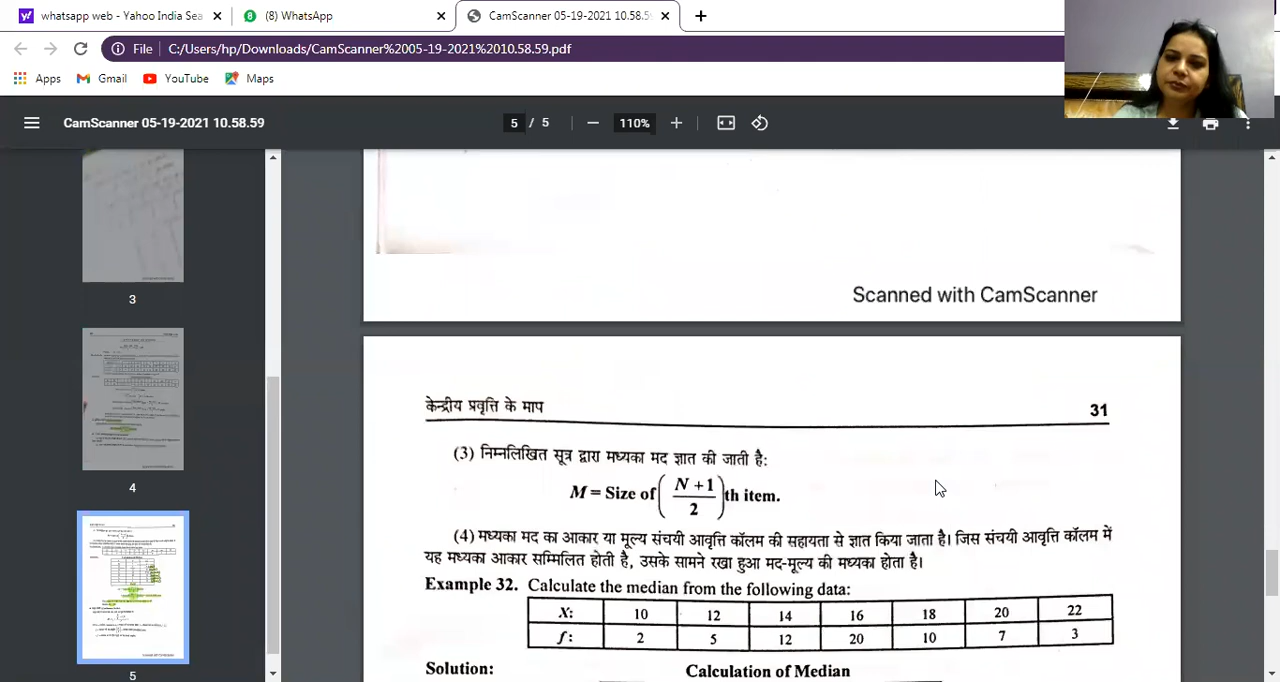 whatsapp web - Yahoo India Sea
(8) WhatsApp
CamScanner 05-19-2021 10.58.5
File C:/Users/hp/Downloads/CamScanner%2005-19-2021%2010.58.59.pdf
Apps Gmail YouTube Maps
CamScanner 05-19-2021 10.58.59
5 / 5
110%
3
4
5
Scanned with CamScanner
केन्द्रीय प्रवृत्ति के माप 31
(3) निम्नलिखित सूत्र द्वारा मध्यका मद ज्ञात की जाती है:
M = Size of ( N + 1 / 2 ) th item.
(4) मध्यका मद का आकार या मूल्य संचयी आवृत्ति कॉलम की सहायता से ज्ञात किया जाता है। जिस संचयी आवृत्ति कॉलम में
यह मध्यका आकार सम्मिलित होती है, उसके सामने रखा हुआ मद-मूल्य की मध्यका होता है।
Example 32. Calculate the median from the following data:
X: 10 12 14 16 18 20 22
f: 2 5 12 20 10 7 3
Solution: Calculation of Median